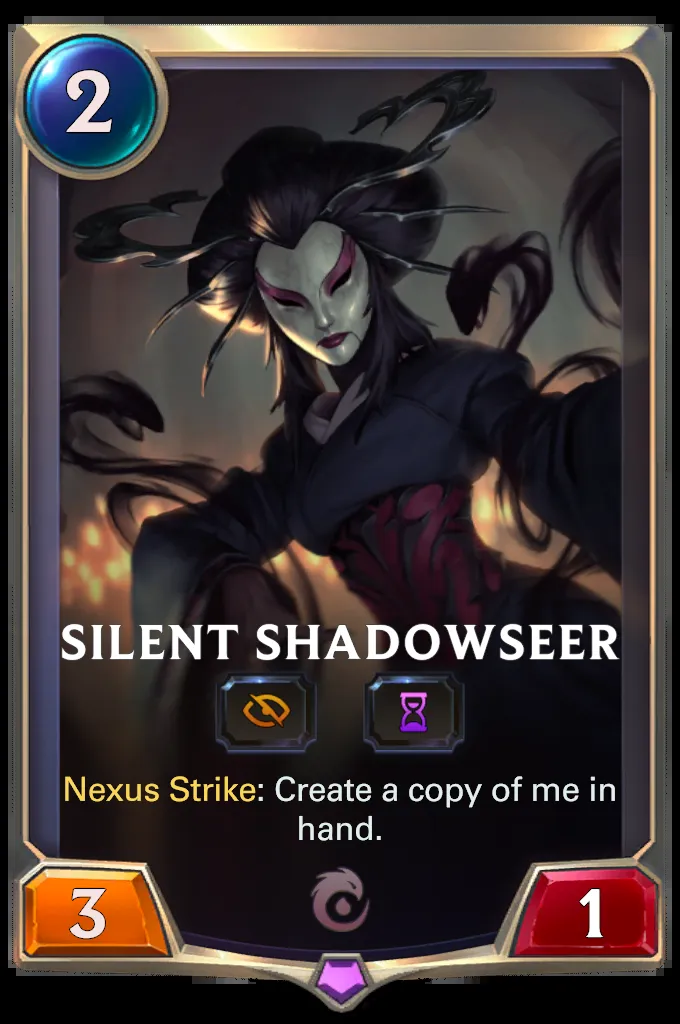 2
SILENT SHADOWSEER
Nexus Strike: Create a copy of me in
hand.
3
1